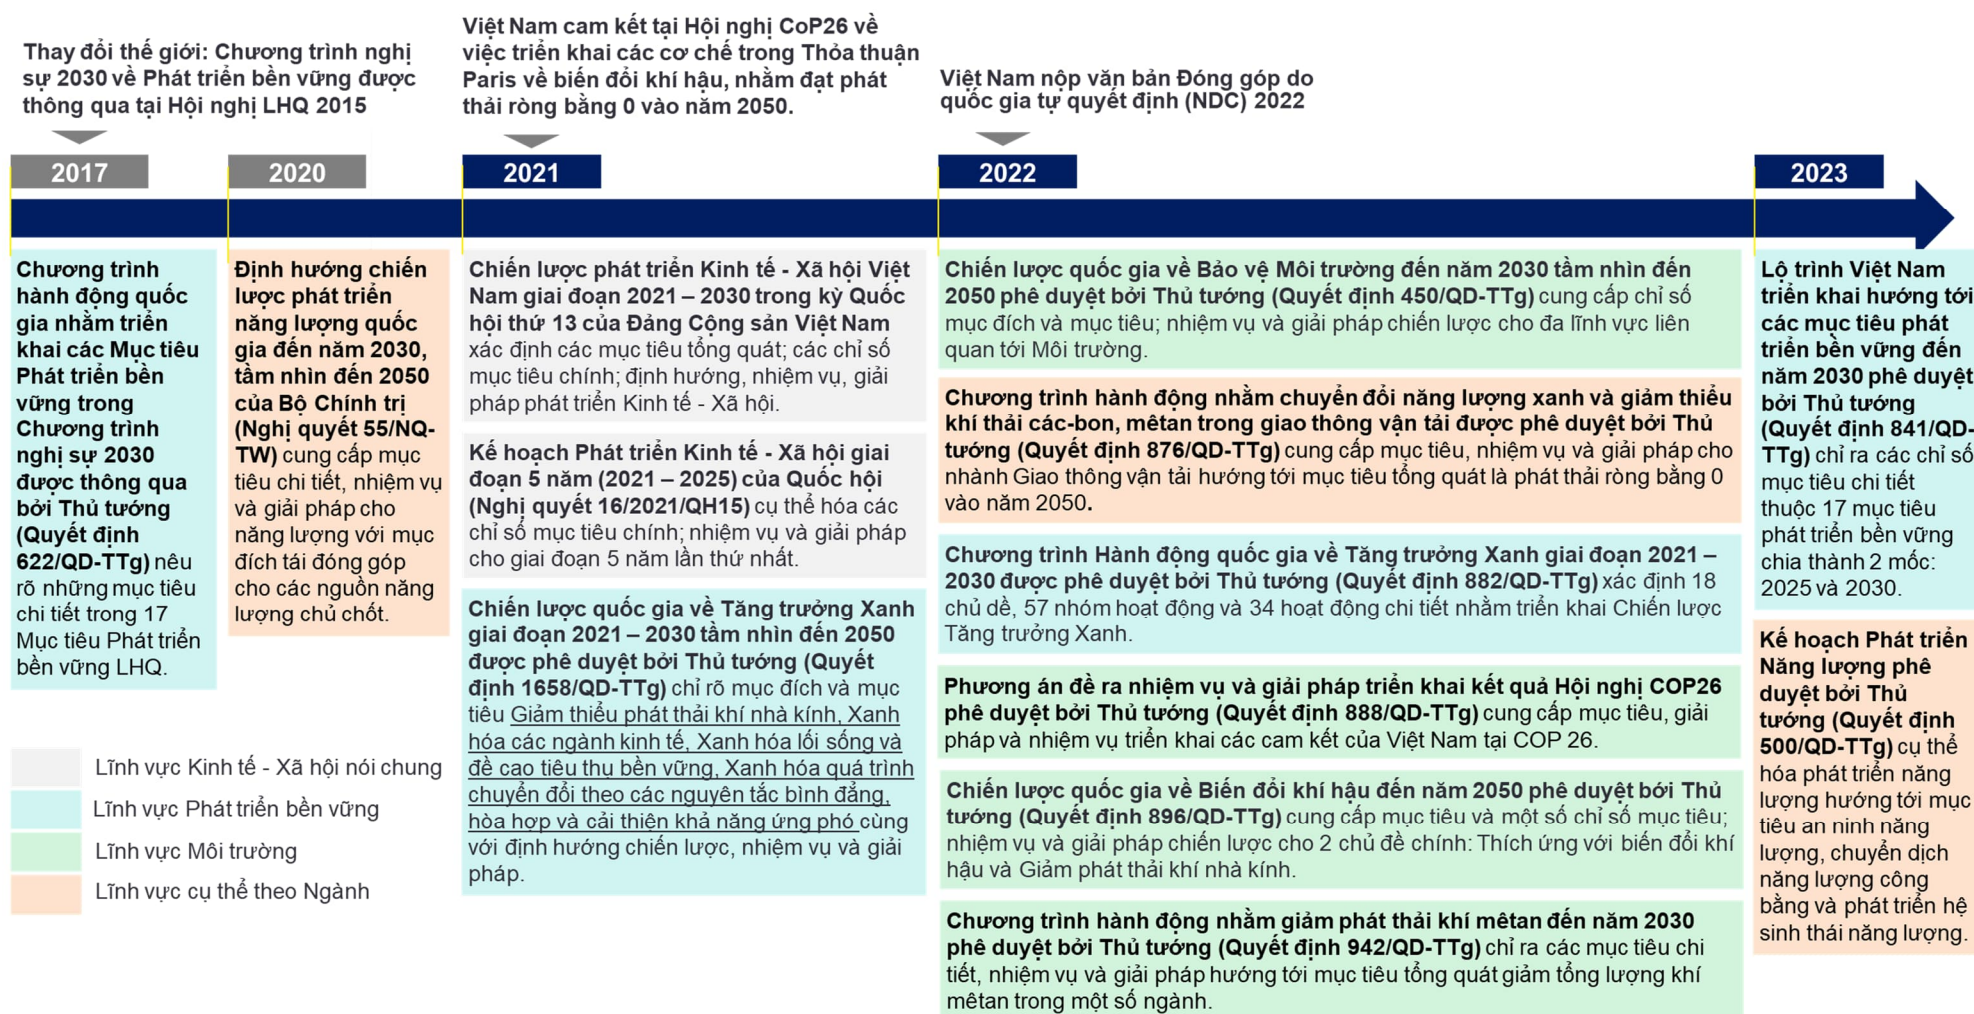 Thay đổi thế giới: Chương trình nghị
sự 2030 về Phát triển bền vững được
thông qua tại Hội nghị LHQ 2015
Việt Nam cam kết tại Hội nghị CoP26 về
việc triển khai các cơ chế trong Thỏa thuận
Paris về biến đổi khí hậu, nhằm đạt phát
thải ròng bằng 0 vào năm 2050.
Việt Nam nộp văn bản Đóng góp do
quốc gia tự quyết định (NDC) 2022
2017
2020
2021
2022
2023
Chương trình
hành động quốc
gia nhằm triển
khai các Mục tiêu
Phát triển bền
vững trong
Chương trình
nghị sự 2030
được thông qua
bởi Thủ tướng
(Quyết định
622/QD-TTg) nêu
rõ những mục tiêu
chi tiết trong 17
Mục tiêu Phát triển
bền vững LHQ.
Định hướng chiến
lược phát triển
năng lượng quốc
gia đến năm 2030,
tầm nhìn đến 2050
của Bộ Chính trị
(Nghị quyết 55/NQ-
TW) cung cấp mục
tiêu chi tiết, nhiệm vụ
và giải pháp cho
năng lượng với mục
đích tái đóng góp
cho các nguồn năng
lượng chủ chốt.
Chiến lược phát triển Kinh tế - Xã hội Việt
Nam giai đoạn 2021 – 2030 trong kỳ Quốc
hội thứ 13 của Đảng Cộng sản Việt Nam
xác định các mục tiêu tổng quát; các chỉ số
mục tiêu chính; định hướng, nhiệm vụ, giải
pháp phát triển Kinh tế - Xã hội.
Kế hoạch Phát triển Kinh tế - Xã hội giai
đoạn 5 năm (2021 – 2025) của Quốc hội
(Nghị quyết 16/2021/QH15) cụ thể hóa các
chỉ số mục tiêu chính; nhiệm vụ và giải pháp
cho giai đoạn 5 năm lần thứ nhất.
Chiến lược quốc gia về Tăng trưởng Xanh
giai đoạn 2021 – 2030 tầm nhìn đến 2050
được phê duyệt bởi Thủ tướng (Quyết
định 1658/QD-TTg) chỉ rõ mục đích và mục
tiêu Giảm thiểu phát thải khí nhà kính, Xanh
hóa các ngành kinh tế, Xanh hóa lối sống và
đề cao tiêu thụ bền vững, Xanh hóa quá trình
chuyển đổi theo các nguyên tắc bình đẳng,
hòa hợp và cải thiện khả năng ứng phó cùng
với định hướng chiến lược, nhiệm vụ và giải
pháp.
Chiến lược quốc gia về Bảo vệ Môi trường đến năm 2030 tầm nhìn đến
2050 phê duyệt bởi Thủ tướng (Quyết định 450/QD-TTg) cung cấp chỉ số
mục đích và mục tiêu; nhiệm vụ và giải pháp chiến lược cho đa lĩnh vực liên
quan tới Môi trường.
Chương trình hành động nhằm chuyển đổi năng lượng xanh và giảm thiểu
khí thải các-bon, mêtan trong giao thông vận tải được phê duyệt bởi Thủ
tướng (Quyết định 876/QD-TTg) cung cấp mục tiêu, nhiệm vụ và giải pháp cho
nhành Giao thông vận tải hướng tới mục tiêu tổng quát là phát thải ròng bằng 0
vào năm 2050.
Chương trình Hành động quốc gia về Tăng trưởng Xanh giai đoạn 2021 –
2030 được phê duyệt bởi Thủ tướng (Quyết định 882/QD-TTg) xác định 18
chủ dề, 57 nhóm hoạt động và 34 hoạt động chi tiết nhằm triển khai Chiến lược
Tăng trưởng Xanh.
Phương án đề ra nhiệm vụ và giải pháp triển khai kết quả Hội nghị COP26
phê duyệt bởi Thủ tướng (Quyết định 888/QD-TTg) cung cấp mục tiêu, giải
pháp và nhiệm vụ triển khai các cam kết của Việt Nam tại COP 26.
Chiến lược quốc gia về Biến đổi khí hậu đến năm 2050 phê duyệt bới Thủ
tướng (Quyết định 896/QD-TTg) cung cấp mục tiêu và một số chỉ số mục tiêu;
nhiệm vụ và giải pháp chiến lược cho 2 chủ đề chính: Thích ứng với biến đổi khí
hậu và Giảm phát thải khí nhà kính.
Chương trình hành động nhằm giảm phát thải khí mêtan đến năm 2030
phê duyệt bởi Thủ tướng (Quyết định 942/QD-TTg) chỉ ra các mục tiêu chi
tiết, nhiệm vụ và giải pháp hướng tới mục tiêu tổng quát giảm tổng lượng khí
mêtan trong một số ngành.
Lộ trình Việt Nam
triển khai hướng tới
các mục tiêu phát
triển bền vững đến
năm 2030 phê duyệt
bởi Thủ tướng
(Quyết định 841/QD-
TTg) chỉ ra các chỉ số
mục tiêu chi tiết
thuộc 17 mục tiêu
phát triển bền vững
chia thành 2 mốc:
2025 và 2030.
Kế hoạch Phát triển
Năng lượng phê
duyệt bởi Thủ
tướng (Quyết định
500/QD-TTg) cụ thể
hóa phát triển năng
lượng hướng tới mục
tiêu an ninh năng
lượng, chuyển dịch
năng lượng công
bằng và phát triển hệ
sinh thái năng lượng.
Lĩnh vực Kinh tế - Xã hội nói chung
Lĩnh vực Phát triển bền vững
Lĩnh vực Môi trường
Lĩnh vực cụ thể theo Ngành